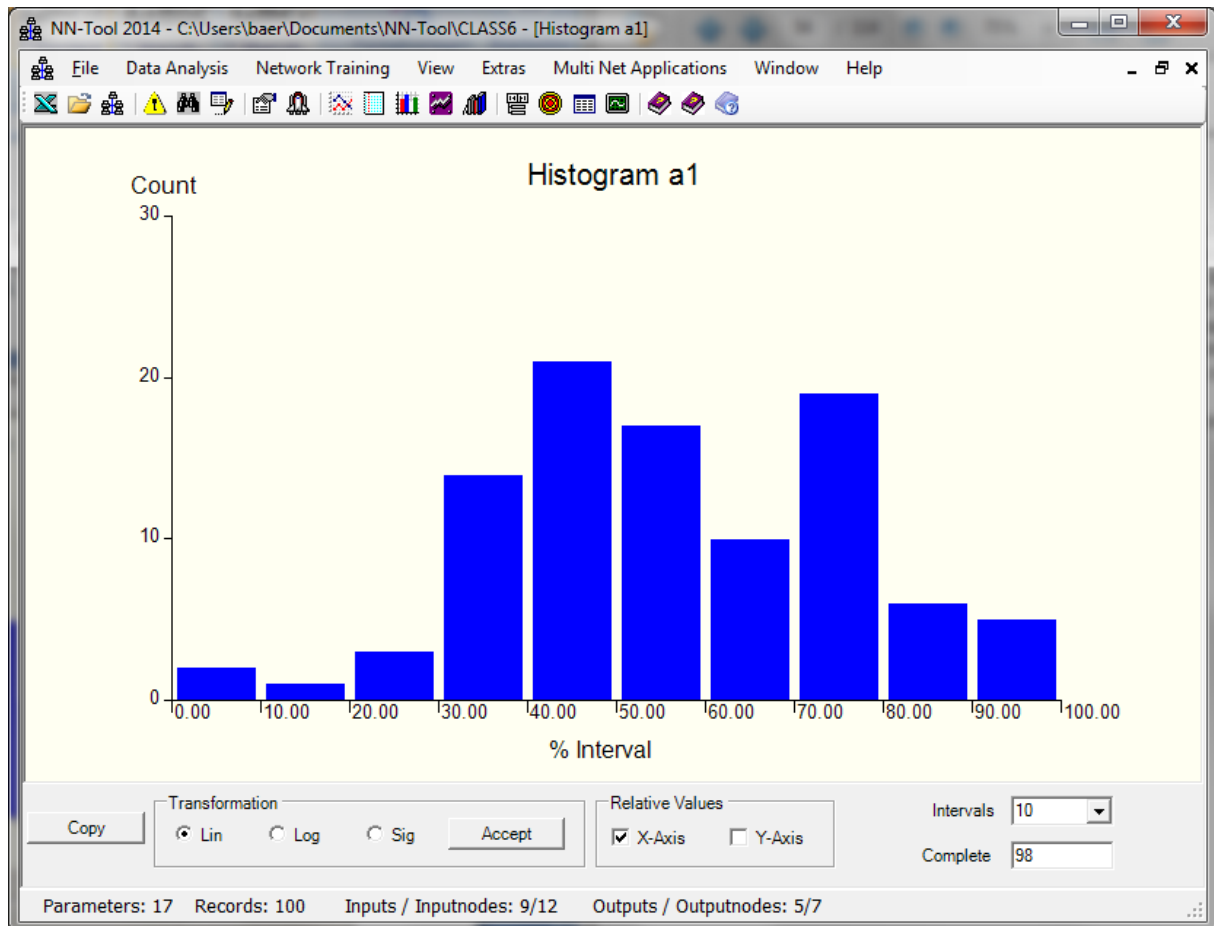 NN-Tool 2014 - C:\Users\baer\Documents\NN-Tool\CLASS6 - [Histogram a1]
File Data Analysis Network Training View Extras Multi Net Applications Window Help
Histogram a1
Count
30
20
10
0
0.00 10.00 20.00 30.00 40.00 50.00 60.00 70.00 80.00 90.00 100.00
% Interval
Copy
Transformation
Lin Log Sig Accept
Relative Values
X-Axis Y-Axis
Intervals 10
Complete 98
Parameters: 17 Records: 100 Inputs / Inputnodes: 9/12 Outputs / Outputnodes: 5/7